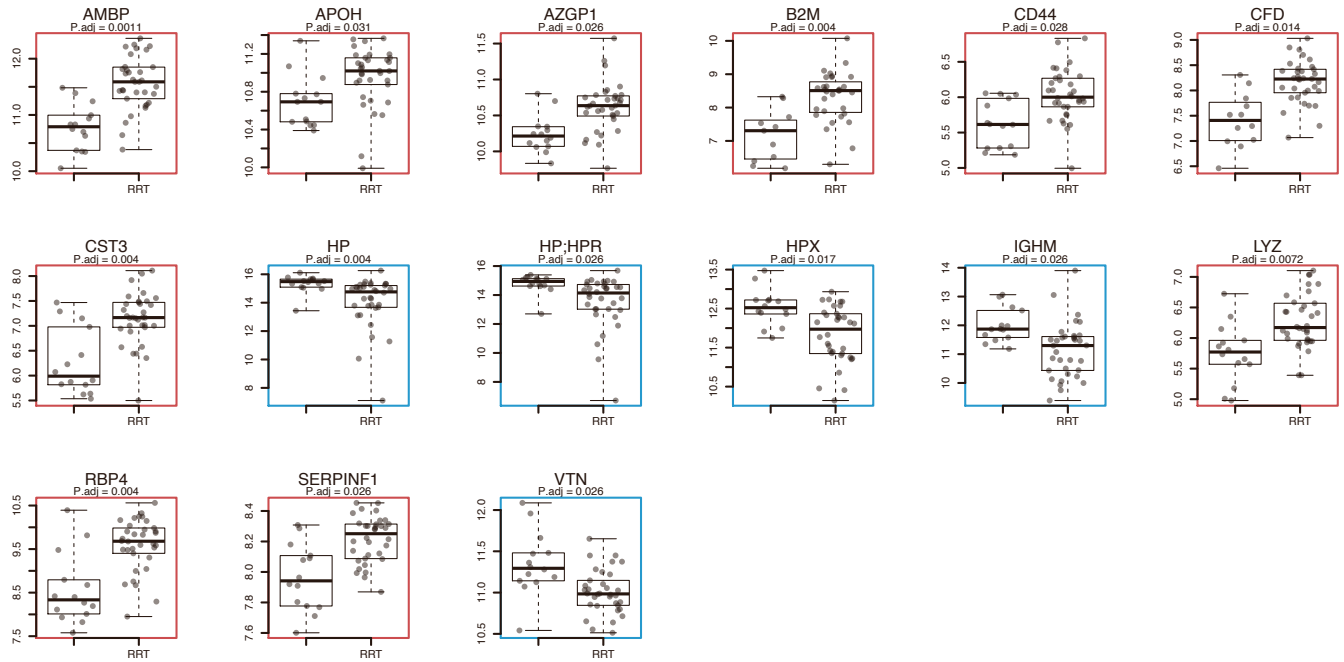 AMBP
P.adj = 0.0011
12.0
11.0
10.0
RRT
APOH
P.adj = 0.031
11.2
10.8
10.4
10.0
RRT
AZGP1
P.adj = 0.026
11.5
11.0
10.5
10.0
RRT
B2M
P.adj = 0.004
10
9
8
7
RRT
CD44
P.adj = 0.028
6.5
6.0
5.5
5.0
RRT
CFD
P.adj = 0.014
9.0
8.5
8.0
7.5
7.0
6.5
RRT
CST3
P.adj = 0.004
8.0
7.5
7.0
6.5
6.0
5.5
RRT
HP
P.adj = 0.004
16
14
12
10
8
RRT
HP;HPR
P.adj = 0.026
16
14
12
10
8
RRT
HPX
P.adj = 0.017
13.5
12.5
11.5
10.5
RRT
IGHM
P.adj = 0.026
14
13
12
11
10
RRT
LYZ
P.adj = 0.0072
7.0
6.5
6.0
5.5
5.0
RRT
RBP4
P.adj = 0.004
10.5
9.5
8.5
7.5
RRT
SERPINF1
P.adj = 0.026
8.4
8.2
8.0
7.8
7.6
RRT
VTN
P.adj = 0.026
12.0
11.5
11.0
10.5
RRT